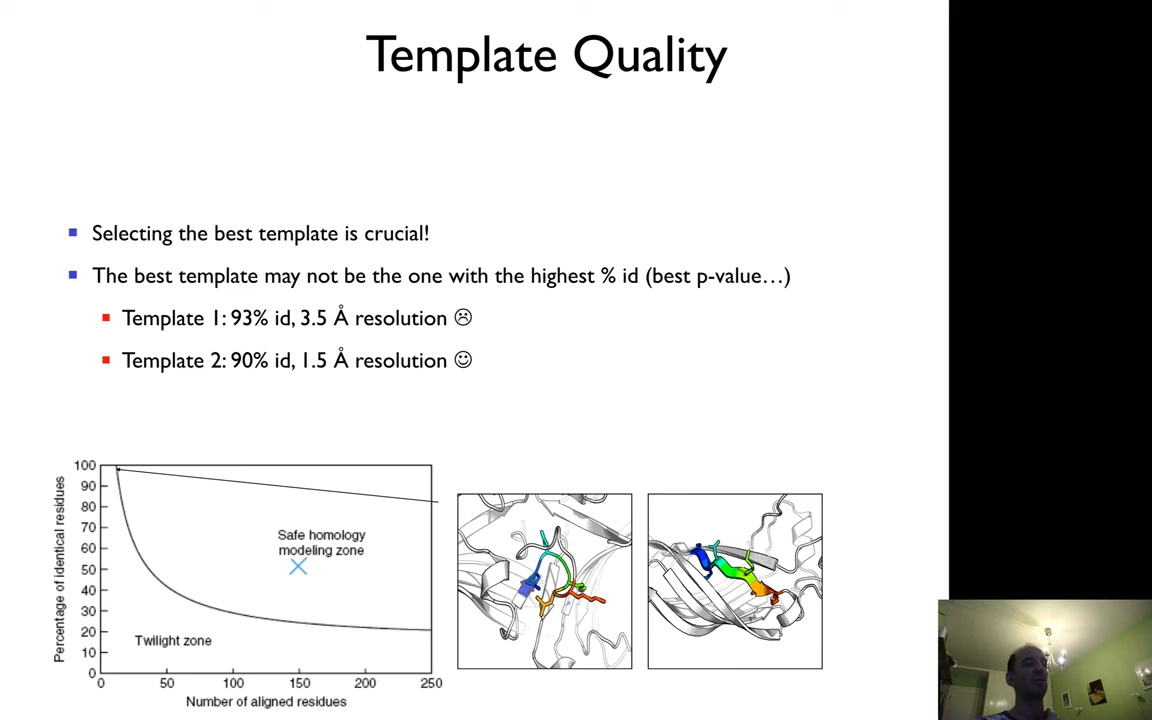 Template Quality
Selecting the best template is crucial!
The best template may not be the one with the highest % id (best p-value…)
Template 1: 93% id, 3.5 Å resolution ☹
Template 2: 90% id, 1.5 Å resolution ☺
Percentage of identical residues
100
90
80
70
60
50
40
30
20
10
0
Safe homology
modeling zone
Twilight zone
0 50 100 150 200 250
Number of aligned residues